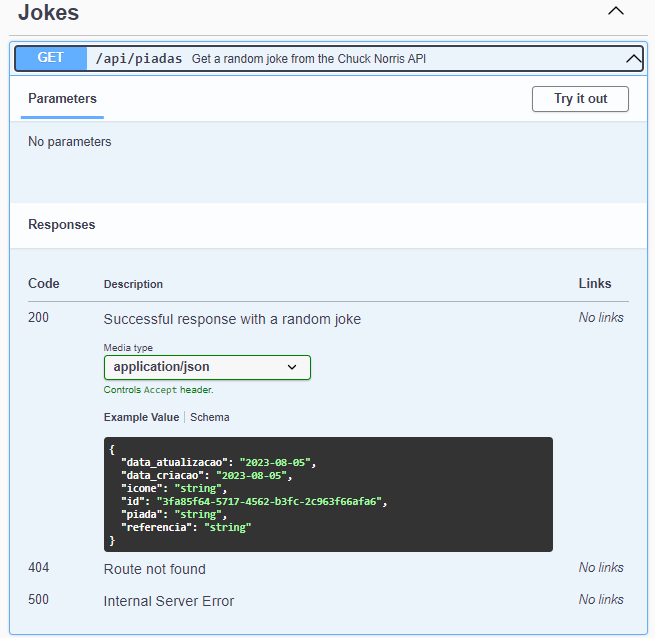 Jokes
GET /api/piadas Get a random joke from the Chuck Norris API
Parameters
Try it out
No parameters
Responses
Code Description Links
200 Successful response with a random joke No links
Media type
application/json
Controls Accept header.
Example Value Schema
{
"data_atualizacao": "2023-08-05",
"data_criacao": "2023-08-05",
"icone": "string",
"id": "3fa85f64-5717-4562-b3fc-2c963f66afa6",
"piada": "string",
"referencia": "string"
}
404 Route not found No links
500 Internal Server Error No links